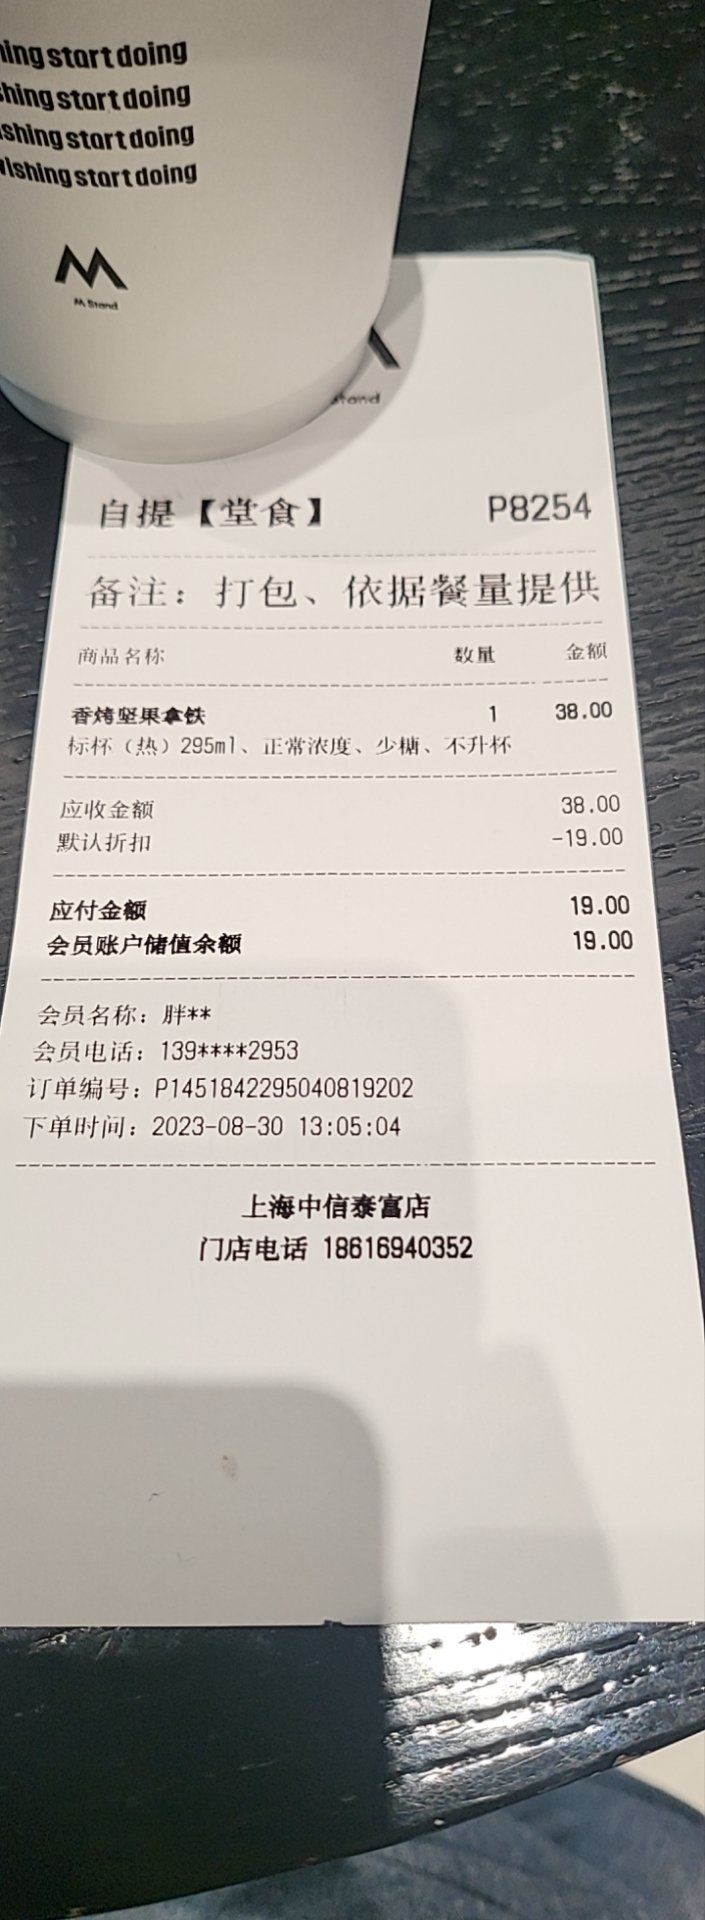 start doing
start doing
start doing
start doing
M Stand
自提【堂食】 P8254
备注：打包、依据餐量提供
商品名称 数量 金额
香烤坚果拿铁 1 38.00
标杯（热）295ml、正常浓度、少糖、不升杯
应收金额 38.00
默认折扣 -19.00
应付金额 19.00
会员账户储值余额 19.00
会员名称：胖**
会员电话：139****2953
订单编号：P1451842295040819202
下单时间：2023-08-30 13:05:04
上海中信泰富店
门店电话 18616940352